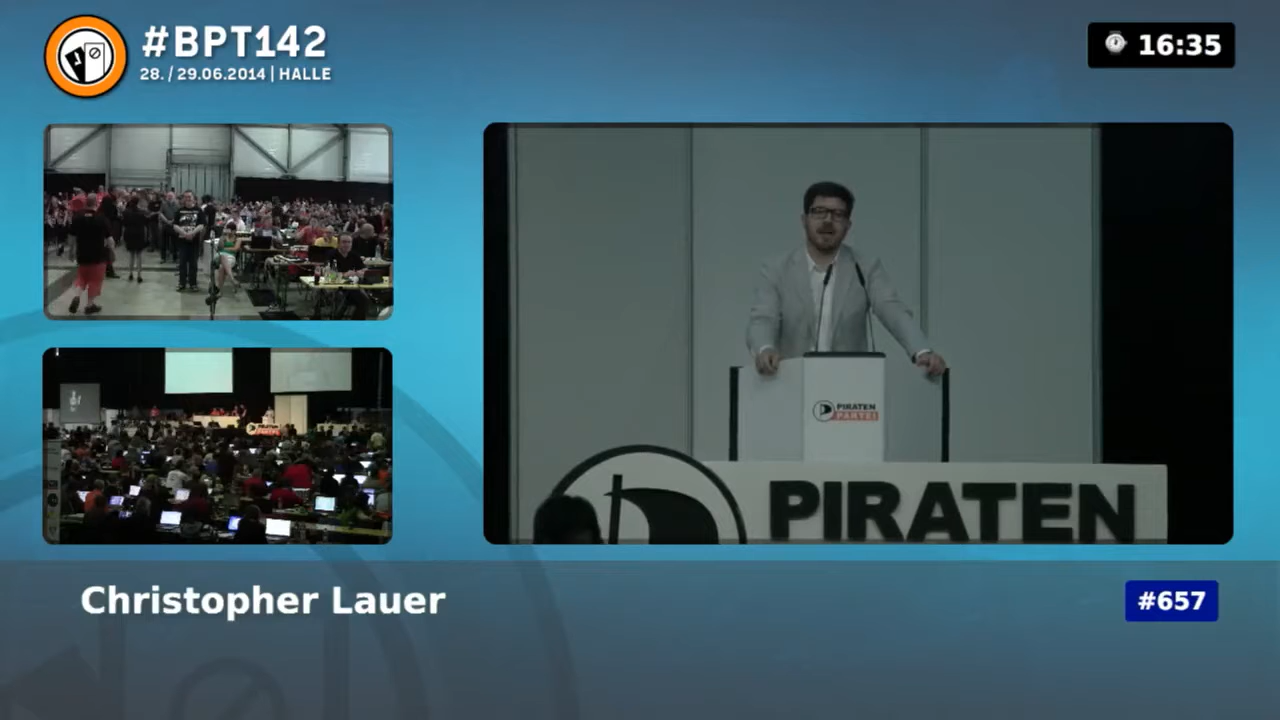 #BPT142
28. / 29.06.2014 | HALLE
16:35
PIRATEN
PARTEI
PIRATEN
Christopher Lauer
#657